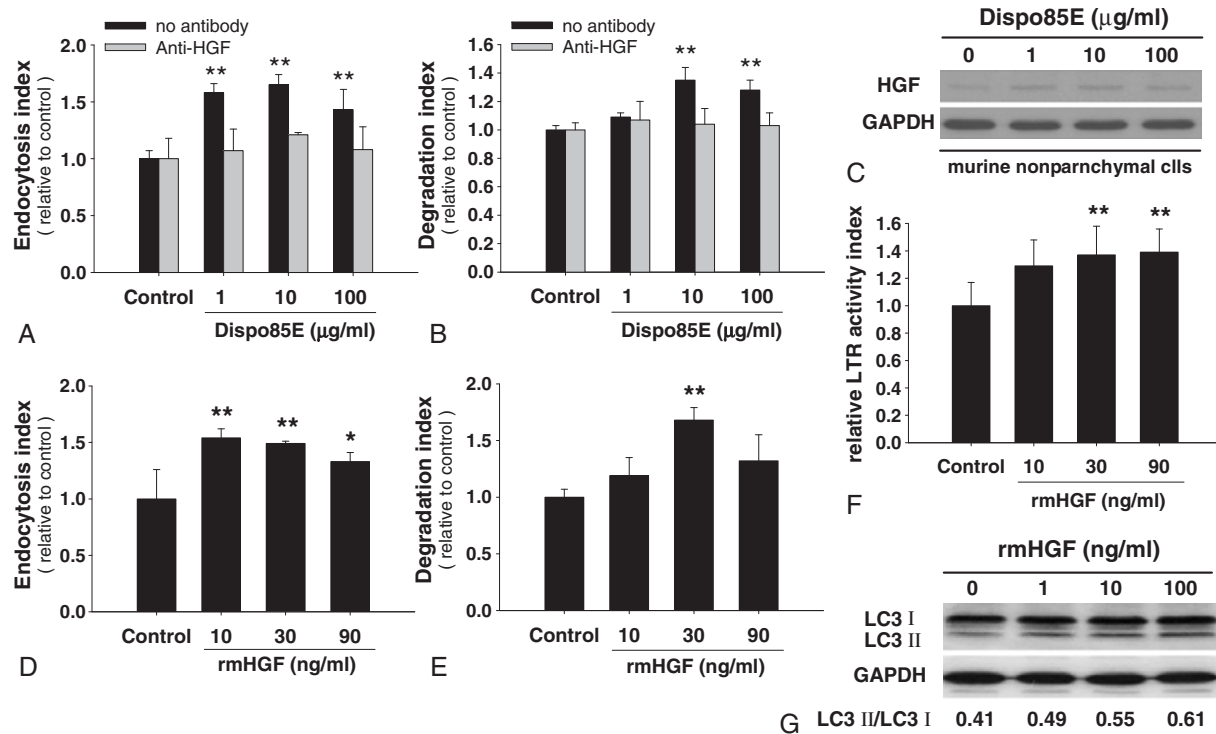 no antibody
Anti-HGF
2.0
1.5
1.0
0.5
0.0
**
**
**
Endocytosis index
( relative to control )
Control
1
10
100
Dispo85E (μg/ml)
A
no antibody
Anti-HGF
1.6
1.4
1.2
1.0
0.8
0.6
0.4
0.2
0.0
**
**
Degradation index
( relative to control )
Control
1
10
100
Dispo85E (μg/ml)
B
Dispo85E (μg/ml)
0 1 10 100
HGF
GAPDH
murine nonparnchymal clls
C
2.0
1.5
1.0
0.5
0.0
**
**
*
Endocytosis index
( relative to control )
Control
10
30
90
rmHGF (ng/ml)
D
2.0
1.5
1.0
0.5
0.0
**
Degradation index
( relative to control )
Control
10
30
90
rmHGF (ng/ml)
E
1.6
1.4
1.2
1.0
0.8
0.6
0.4
0.2
0.0
**
**
relative LTR activity index
Control
10
30
90
rmHGF (ng/ml)
F
rmHGF (ng/ml)
0 1 10 100
LC3 I
LC3 II
GAPDH
G LC3 II/LC3 I 0.41 0.49 0.55 0.61